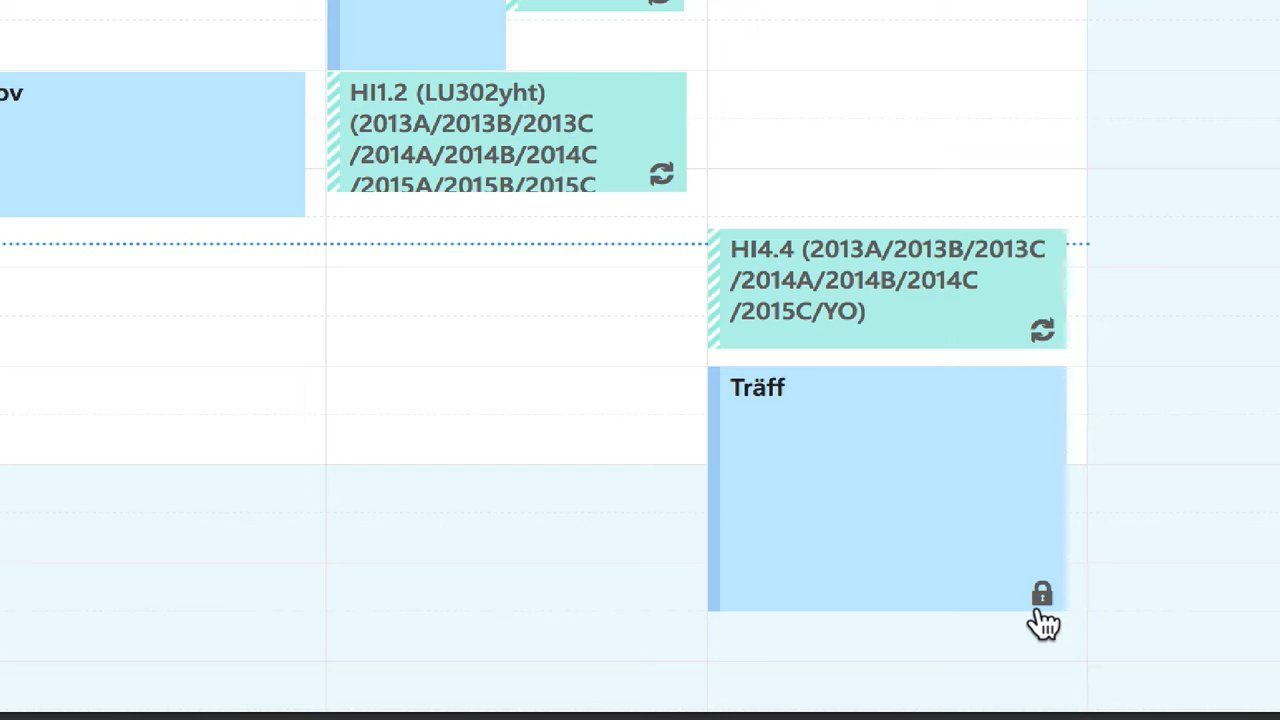 ov
HI1.2 (LU302yht)
(2013A/2013B/2013C
/2014A/2014B/2014C
/2015A/2015B/2015C
HI4.4 (2013A/2013B/2013C
/2014A/2014B/2014C
/2015C/YO)
Träff